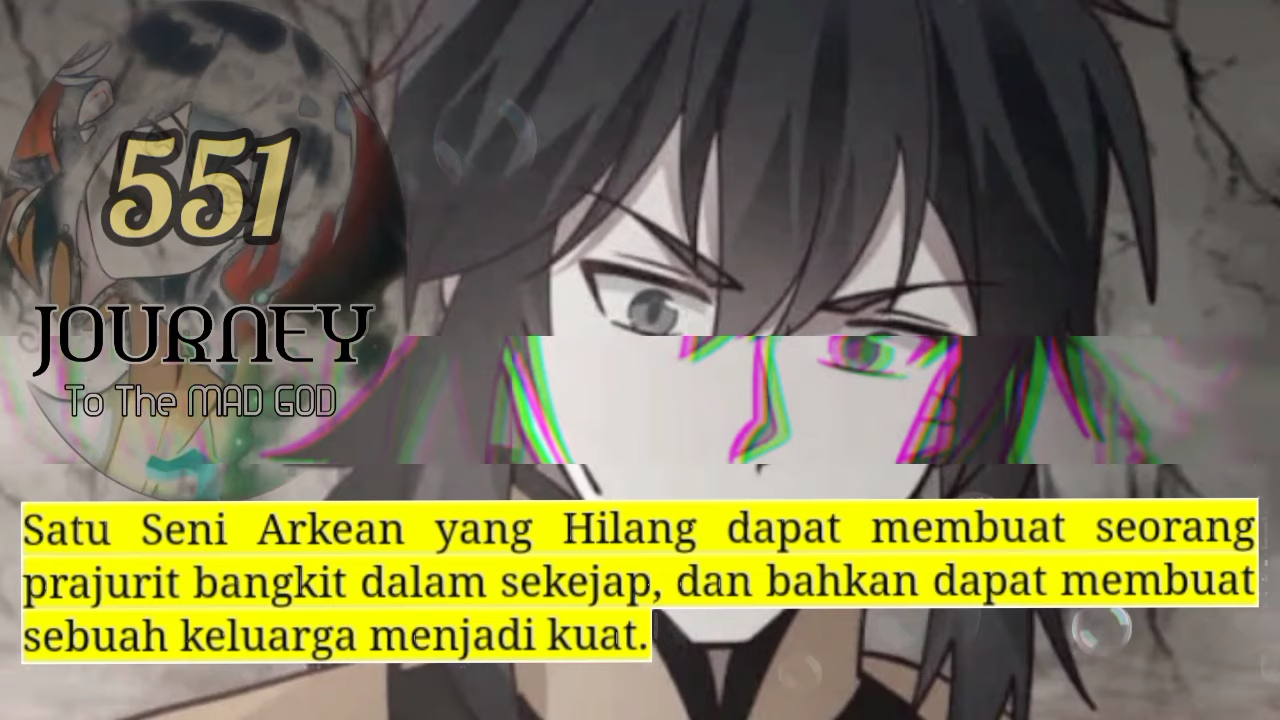 551
JOURNEY
To The MAD GOD
Satu Seni Arkean yang Hilang dapat membuat seorang
prajurit bangkit dalam sekejap, dan bahkan dapat membuat
sebuah keluarga menjadi kuat.